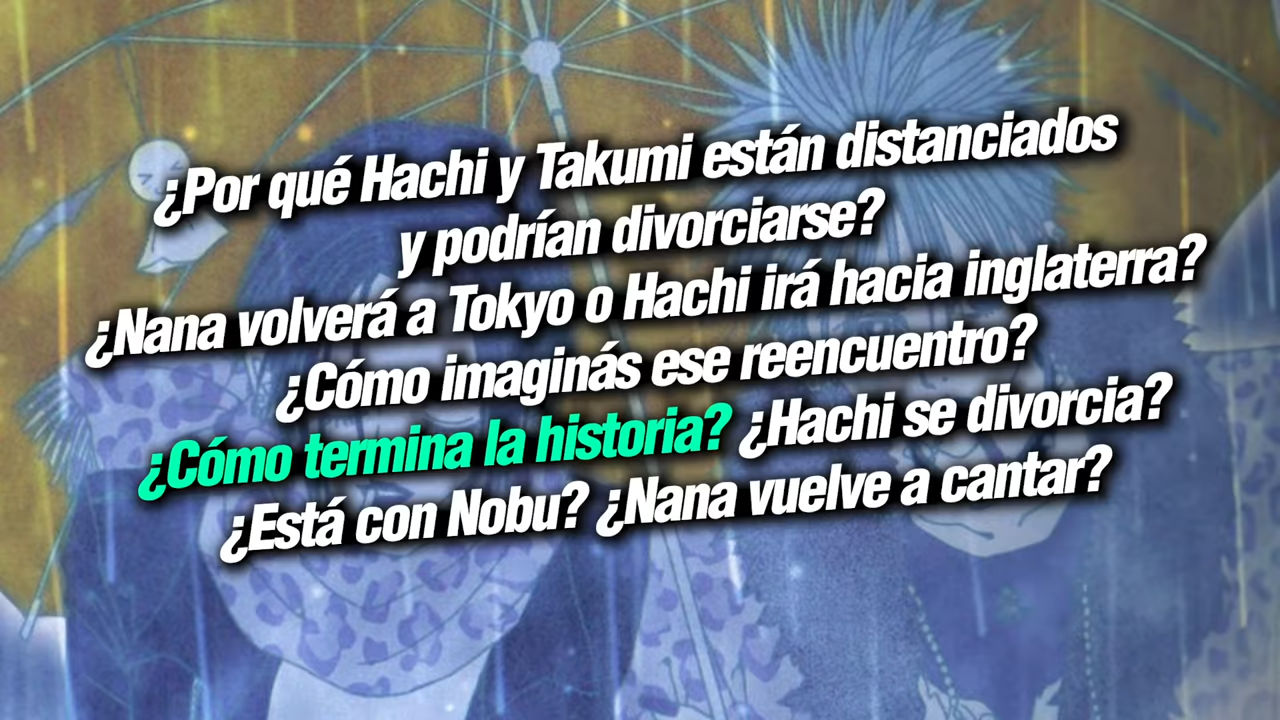 ¿Por qué Hachi y Takumi están distanciados
y podrían divorciarse?
¿Nana volverá a Tokyo o Hachi irá hacia inglaterra?
¿Cómo imaginás ese reencuentro?
¿Cómo termina la historia? ¿Hachi se divorcia?
¿Está con Nobu? ¿Nana vuelve a cantar?